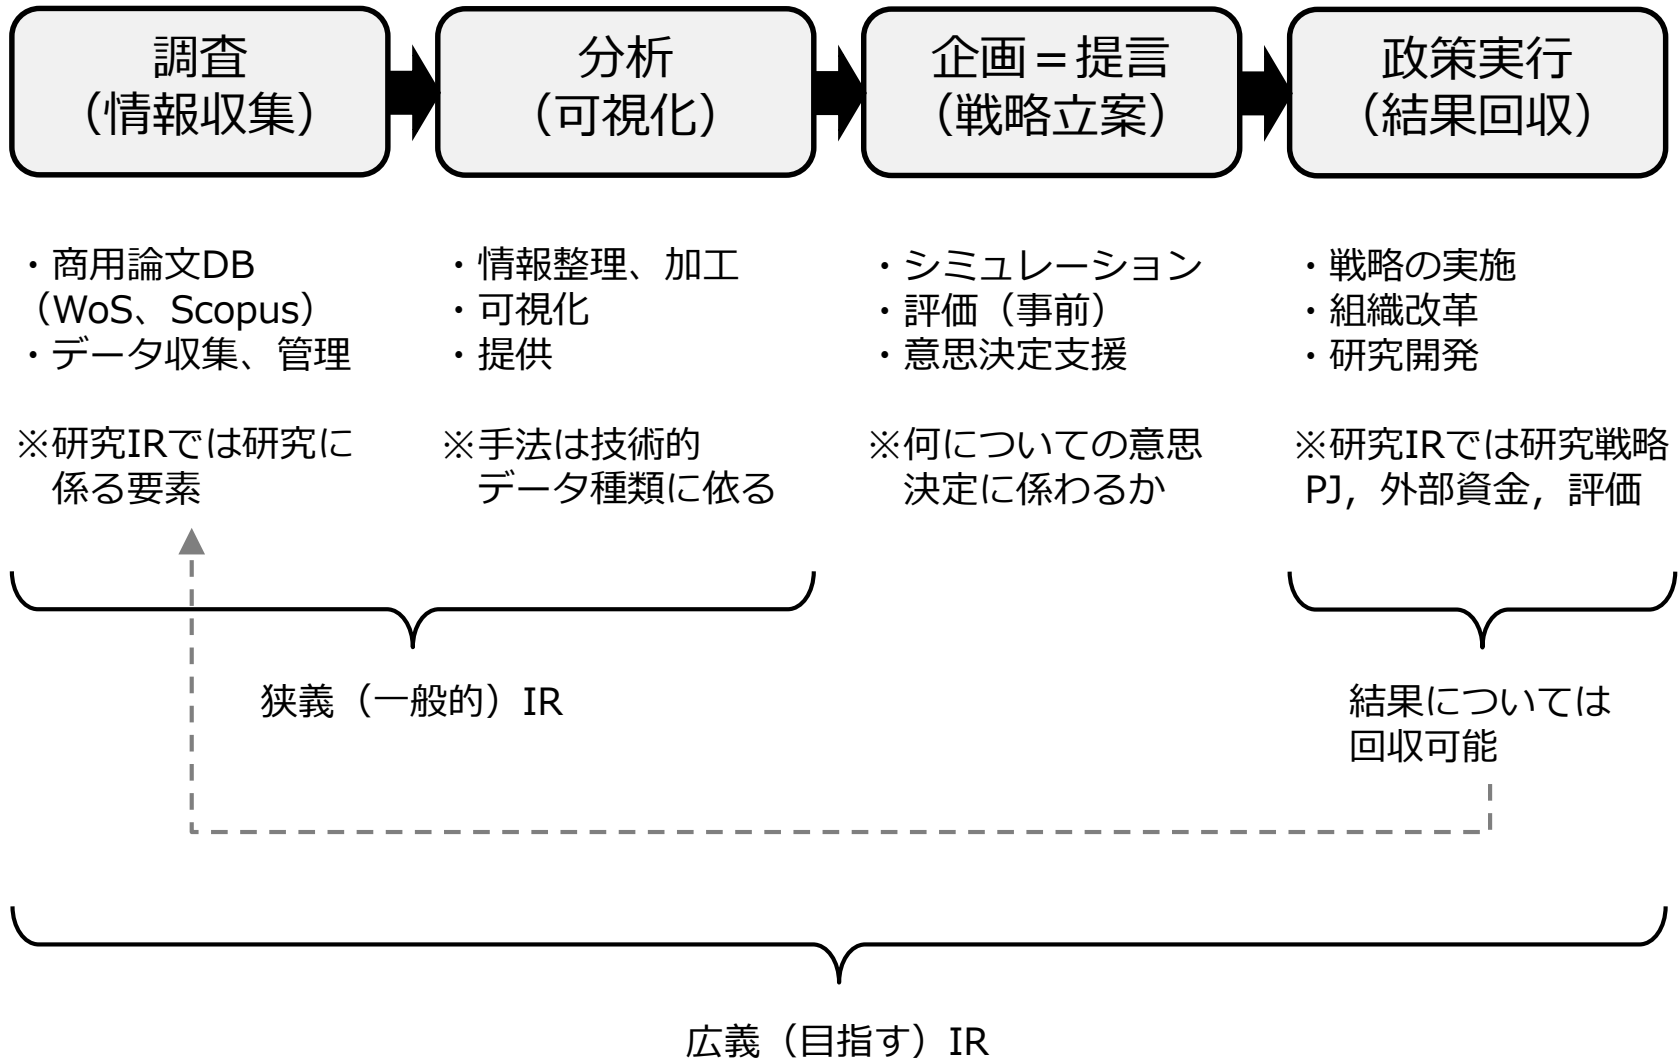 調査
（情報収集）
分析
（可視化）
企画＝提言
（戦略立案）
政策実行
（結果回収）
・商用論文DB
（WoS、Scopus）
・データ収集、管理
※研究IRでは研究に
係る要素
・情報整理、加工
・可視化
・提供
※手法は技術的
データ種類に依る
・シミュレーション
・評価（事前）
・意思決定支援
※何についての意思
決定に係わるか
・戦略の実施
・組織改革
・研究開発
※研究IRでは研究戦略
PJ，外部資金，評価
狭義（一般的）IR
結果については
回収可能
広義（目指す）IR